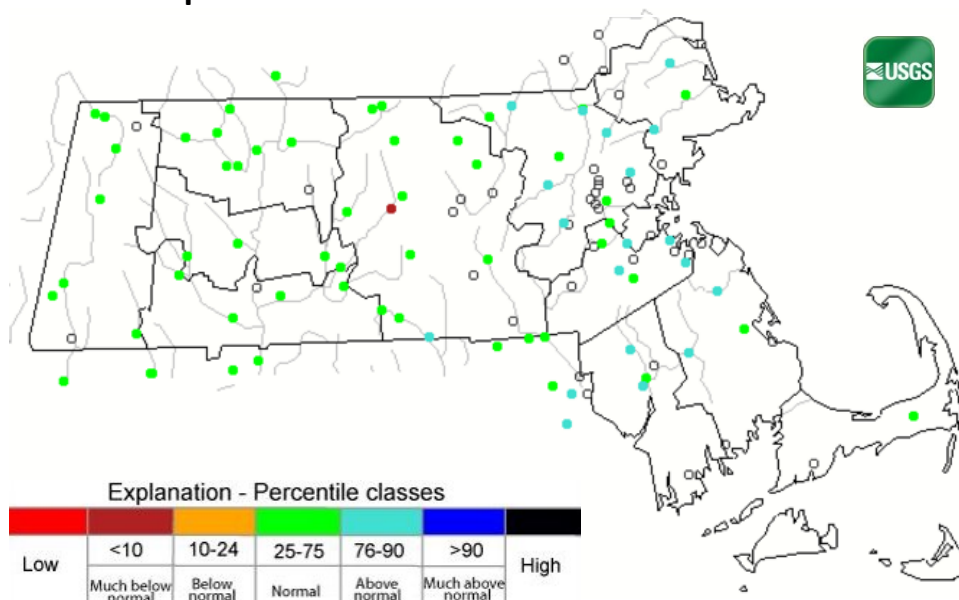 USGS
Explanation - Percentile classes
Low
<10
10-24
25-75
76-90
>90
High
Much below
normal
Below
normal
Normal
Above
normal
Much above
normal